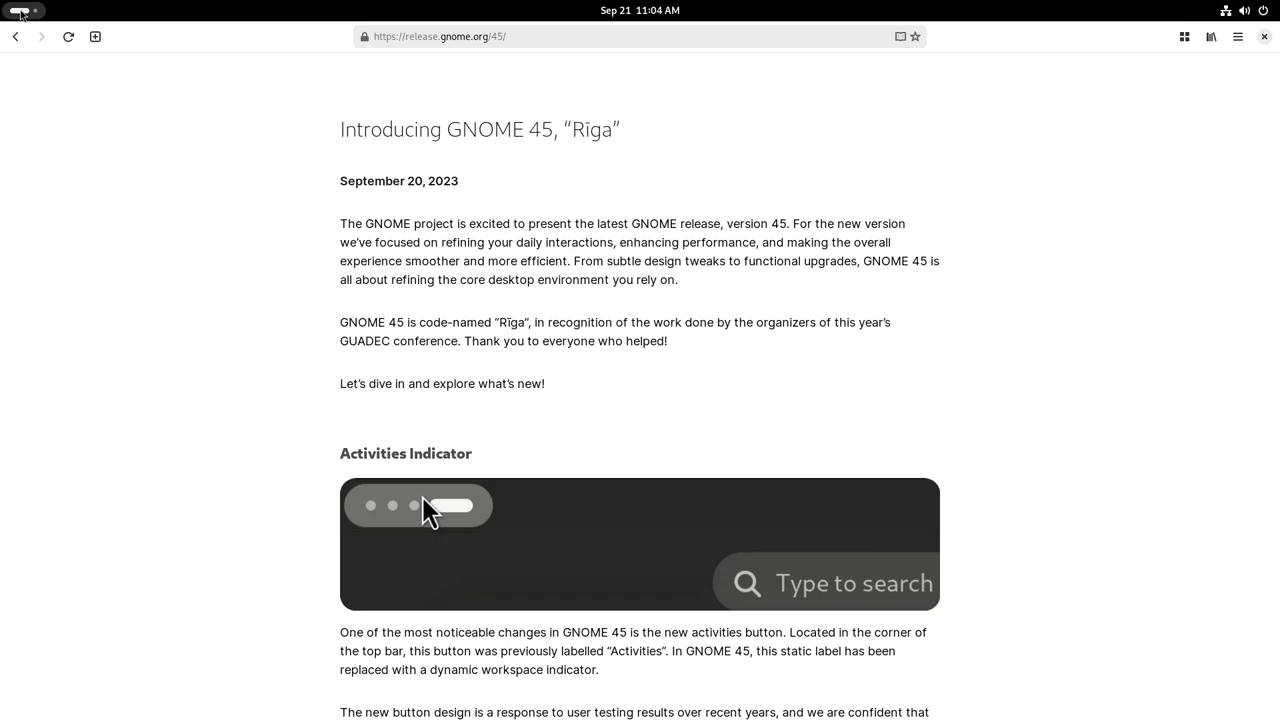 Sep 21 11:04 AM
https://release.gnome.org/45/
Introducing GNOME 45, “Rīga”
September 20, 2023
The GNOME project is excited to present the latest GNOME release, version 45. For the new version
we’ve focused on refining your daily interactions, enhancing performance, and making the overall
experience smoother and more efficient. From subtle design tweaks to functional upgrades, GNOME 45 is
all about refining the core desktop environment you rely on.
GNOME 45 is code-named “Rīga”, in recognition of the work done by the organizers of this year’s
GUADEC conference. Thank you to everyone who helped!
Let’s dive in and explore what’s new!
Activities Indicator
Type to search
One of the most noticeable changes in GNOME 45 is the new activities button. Located in the corner of
the top bar, this button was previously labelled “Activities”. In GNOME 45, this static label has been
replaced with a dynamic workspace indicator.
The new button design is a response to user testing results over recent years, and we are confident that